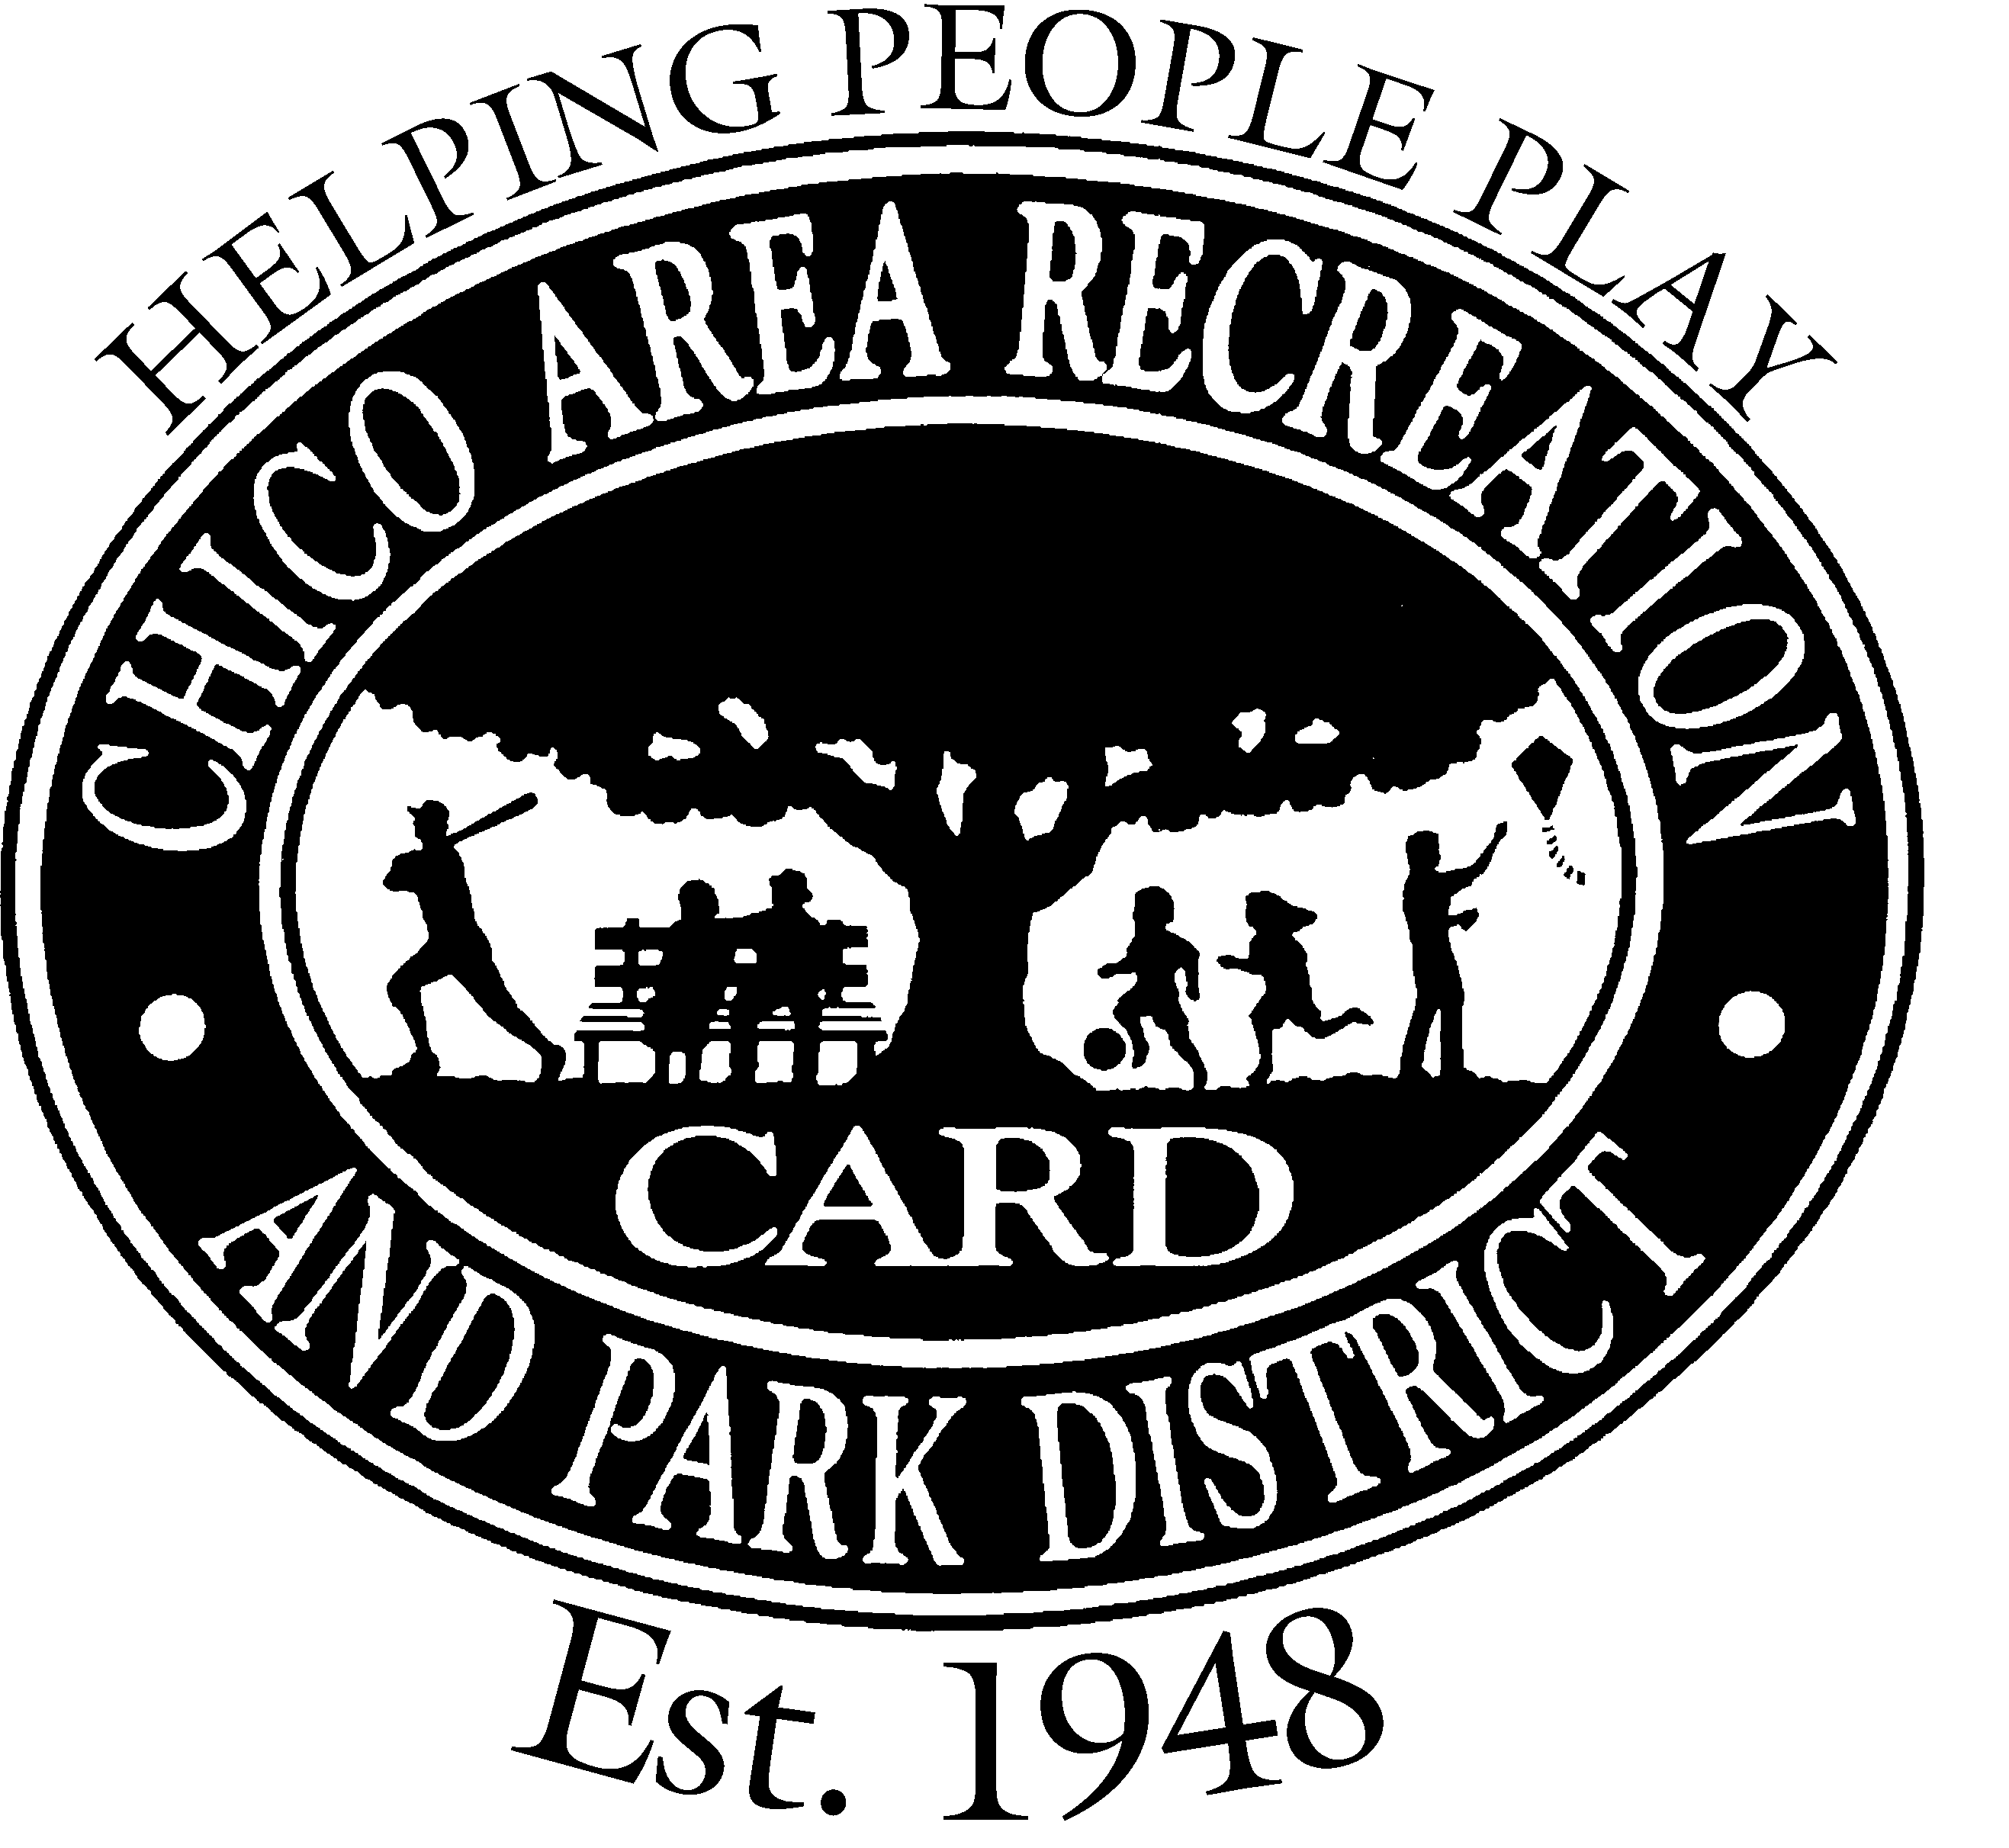 HELPING PEOPLE PLAY
CHICO AREA RECREATION
CARD
AND PARK DISTRICT
Est. 1948